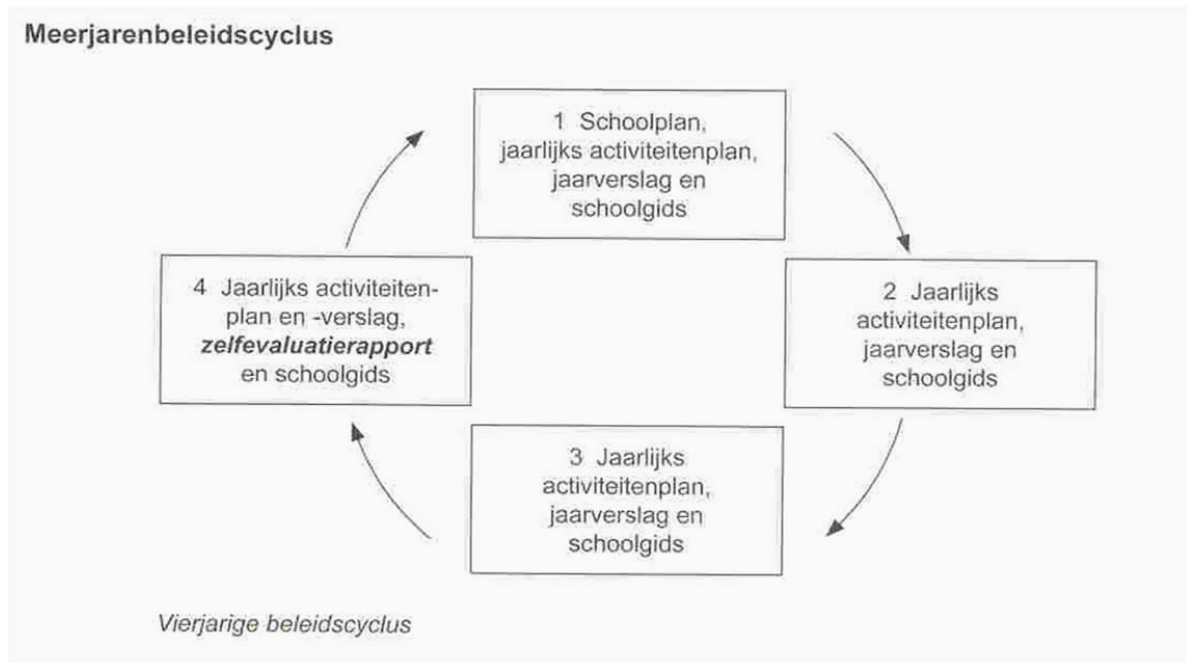 Meerjarenbeleidscyclus
1 Schoolplan,
jaarlijks activiteitenplan,
jaarverslag en
schoolgids
2 Jaarlijks
activiteitenplan,
jaarverslag en
schoolgids
3 Jaarlijks
activiteitenplan,
jaarverslag en
schoolgids
4 Jaarlijks activiteiten-
plan en -verslag,
zelfevaluatierapport
en schoolgids
Vierjarige beleidscyclus